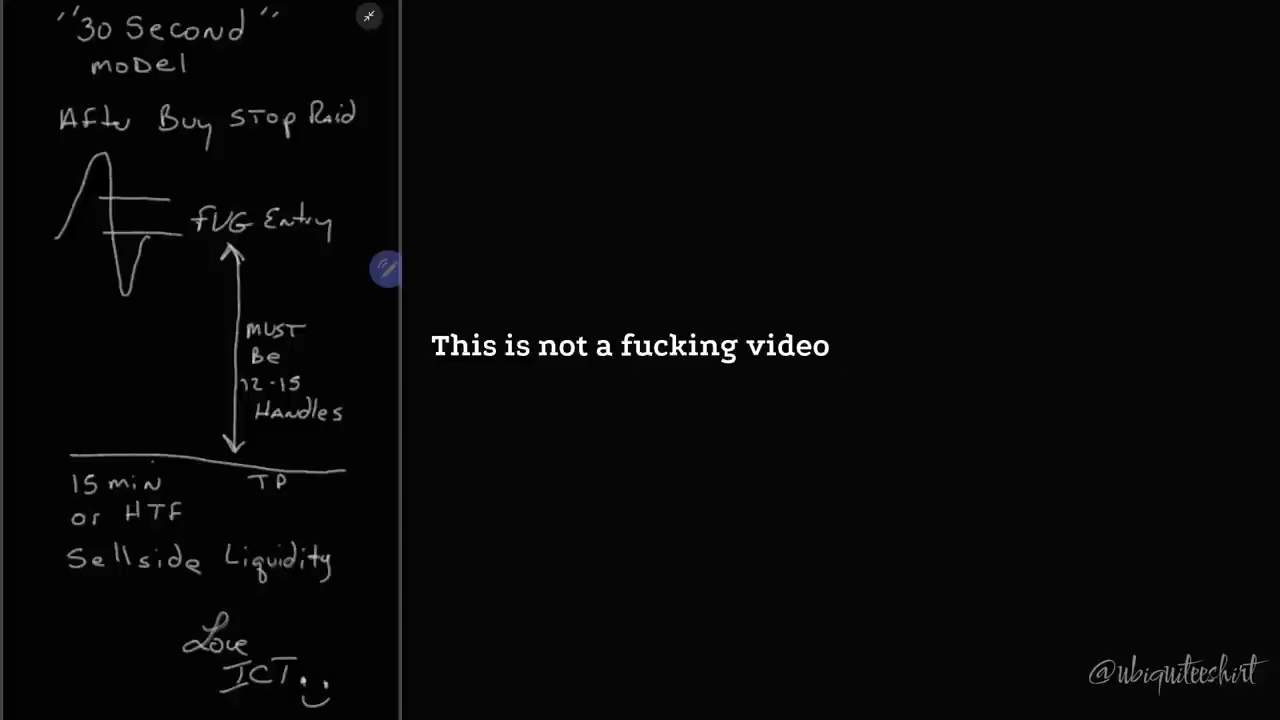 "30 Second"
moDel
After Buy STop Raid
FVG Entry
MUST
Be
12-15
HANdles
15 min
or HTF
TP
Sellside Liquidity
Love
ICT
This is not a fucking video
@ubiquiteeshirt